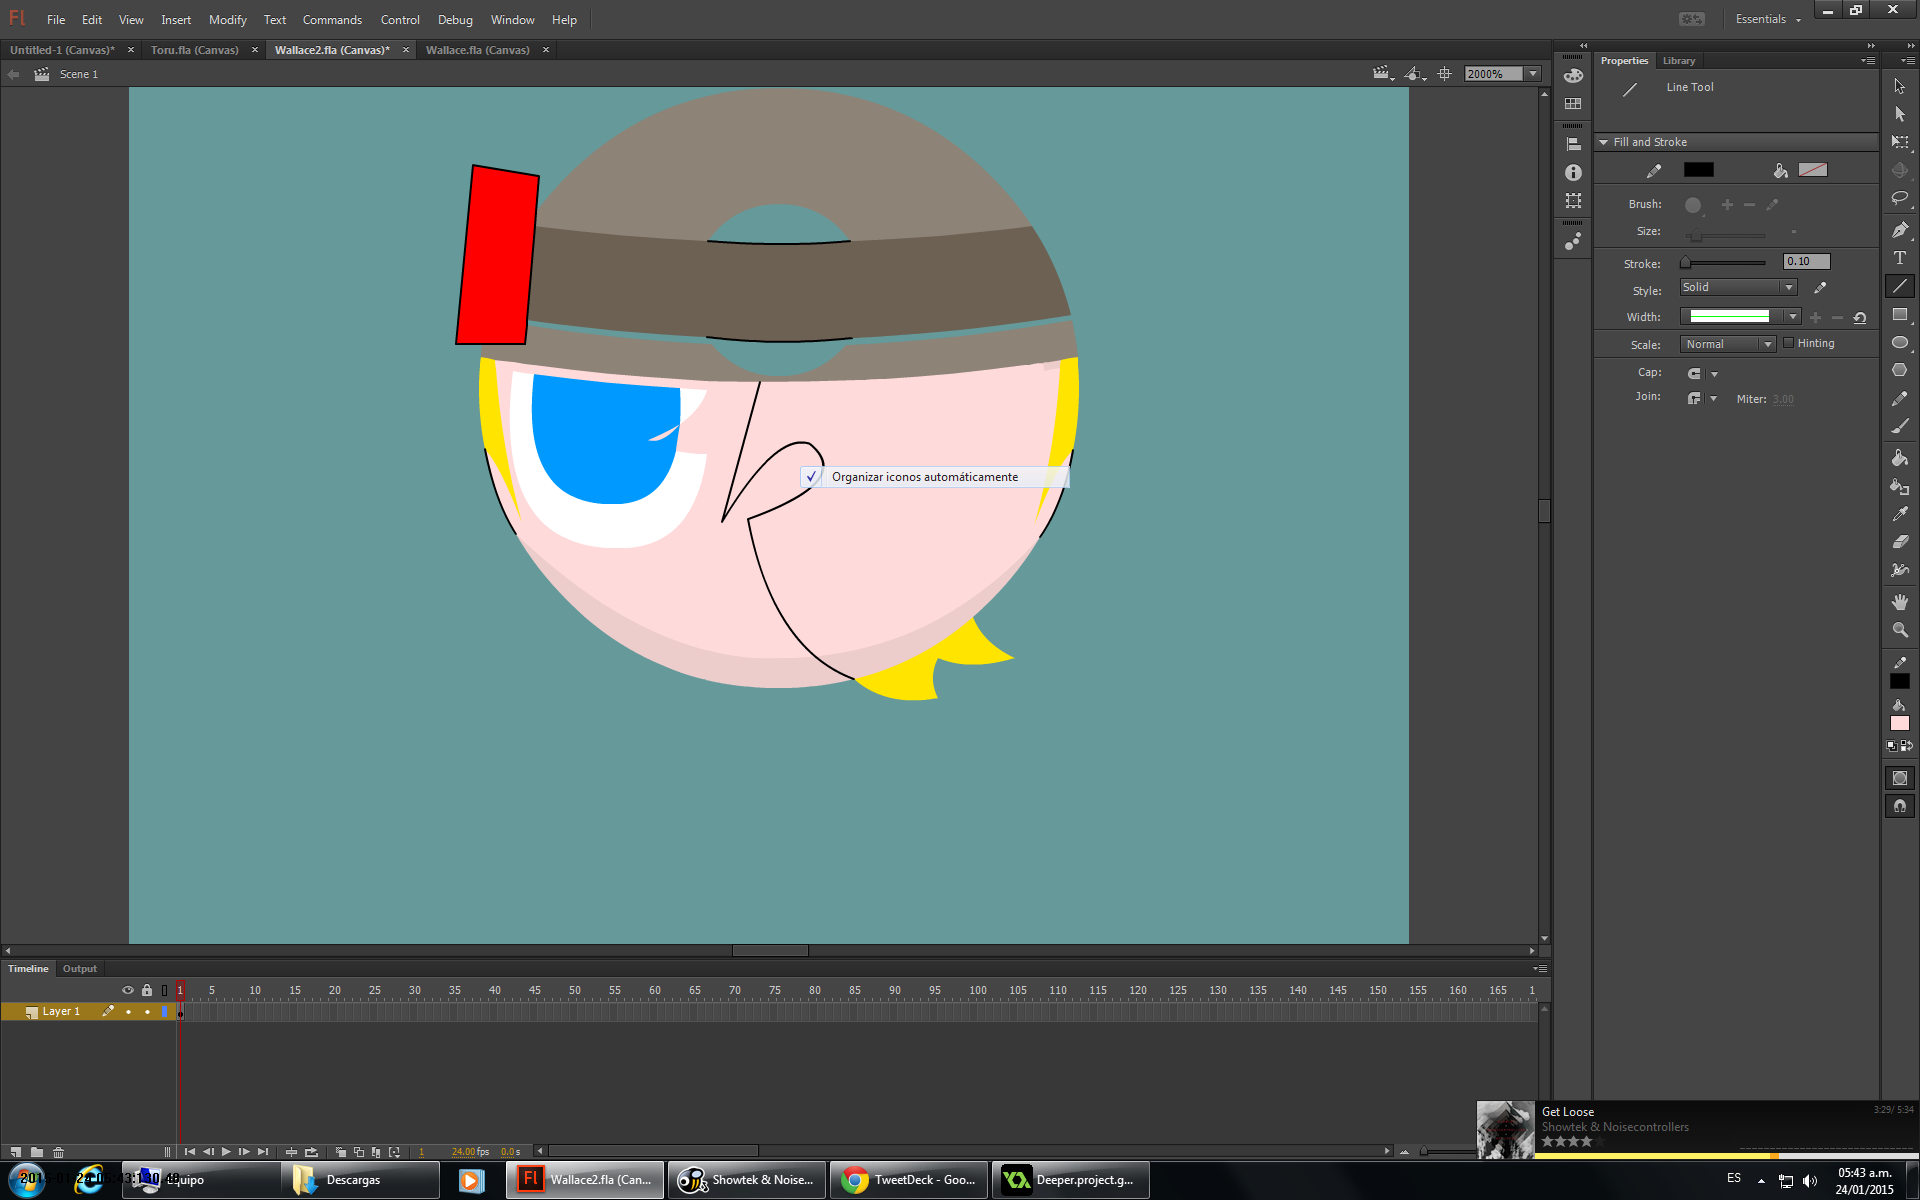 Fl File Edit View Insert Modify Text Commands Control Debug Window Help Essentials
Untitled-1 (Canvas)* × Toru.fla (Canvas) × Wallace2.fla (Canvas)* × Wallace.fla (Canvas) ×
Scene 1 2000%
Properties Library
Line Tool
Fill and Stroke
Brush:
Size:
Stroke: 0.10
Style: Solid
Width:
Scale: Normal Hinting
Cap:
Join: Miter: 3.00
T
✓ Organizar iconos automáticamente
Timeline Output
1 5 10 15 20 25 30 35 40 45 50 55 60 65 70 75 80 85 90 95 100 105 110 115 120 125 130 135 140 145 150 155 160 165 1
Layer 1
1 24.00 fps 0.0 s
Get Loose 3:29/ 5:34
Showtek & Noisecontrollers
Equipo Descargas Fl Wallace2.fla (Can... Showtek & Noise... TweetDeck - Goo... Deeper.project.g... ES
05:43 a.m.
24/01/2015